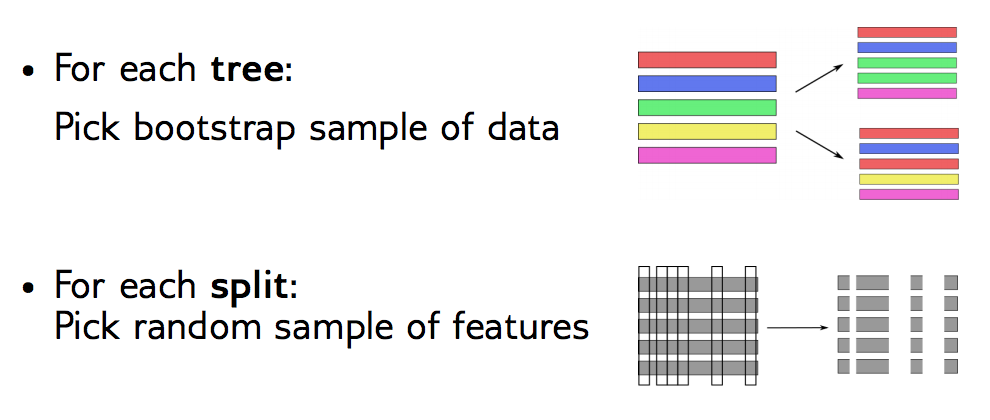 • For each tree:
Pick bootstrap sample of data
• For each split:
Pick random sample of features